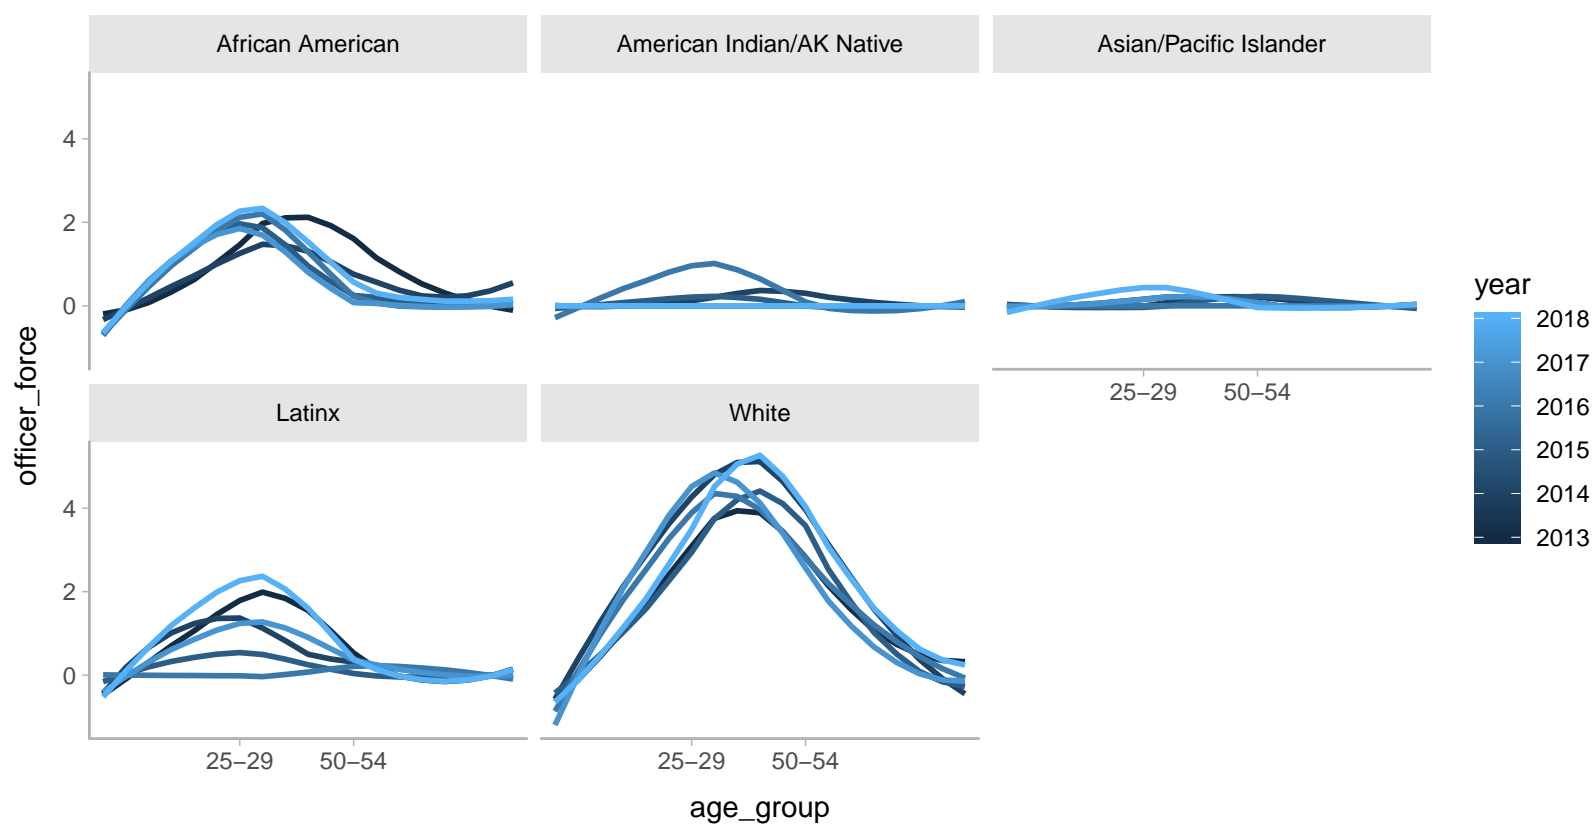 African American
American Indian/AK Native
Asian/Pacific Islander
4
2
0
25–29
50–54
Latinx
White
4
2
0
25–29
50–54
25–29
50–54
age_group
officer_force
year
2018
2017
2016
2015
2014
2013